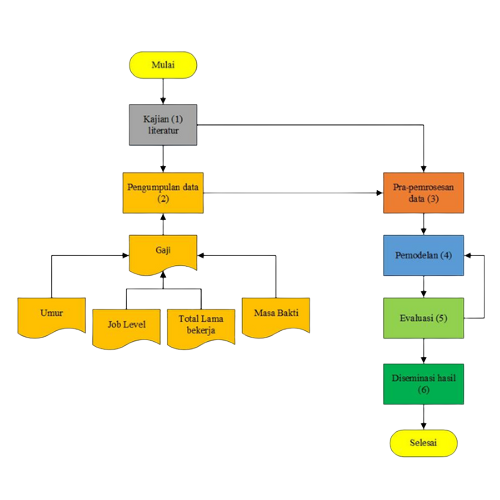 Mulai
Kajian (1)
literatur
Pengumpulan data
(2)
Pra-pemrosesan
data (3)
Gaji
Pemodelan (4)
Umur
Job Level
Total Lama
bekerja
Masa Bakti
Evaluasi (5)
Diseminasi hasil
(6)
Selesai